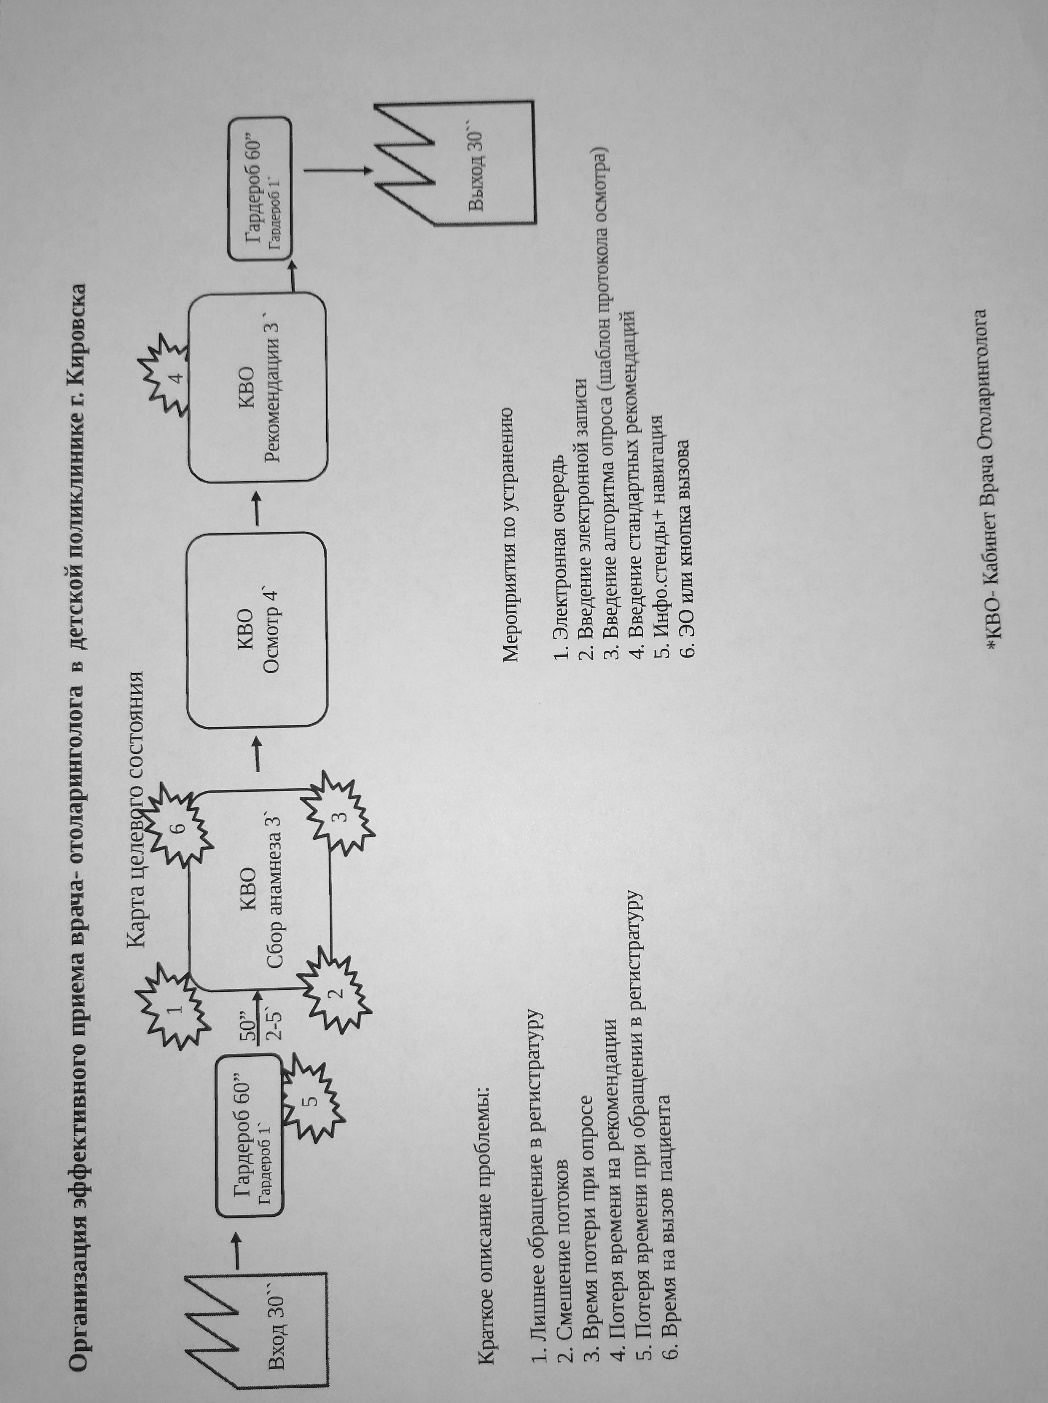 Организация эффективного приема врача- отоларинголога в детской поликлинике г. Кировска
Карта целевого состояния
Вход 30``
Гардероб 60”
Гардероб 1`
5
50”
2-5`
1
2
6
3
КВО
Сбор анамнеза 3`
КВО
Осмотр 4`
4
КВО
Рекомендации 3 `
Гардероб 60”
Гардероб 1`
Выход 30``
Краткое описание проблемы:
1. Лишнее обращение в регистратуру
2. Смешение потоков
3. Время потери при опросе
4. Потеря времени на рекомендации
5. Потеря времени при обращении в регистратуру
6. Время на вызов пациента
Мероприятия по устранению
1. Электронная очередь
2. Введение электронной записи
3. Введение алгоритма опроса (шаблон протокола осмотра)
4. Введение стандартных рекомендаций
5. Инфо.стенды+ навигация
6. ЭО или кнопка вызова
*КВО- Кабинет Врача Отоларинголога